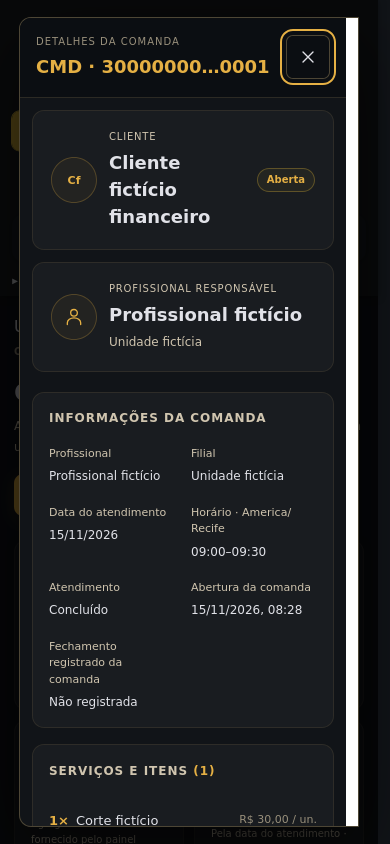 DETALHES DA COMANDA
CMD · 30000000…0001
CLIENTE
Cf
Cliente
fictício
financeiro
Aberta
PROFISSIONAL RESPONSÁVEL
Profissional fictício
Unidade fictícia
INFORMAÇÕES DA COMANDA
Profissional
Filial
Profissional fictício
Unidade fictícia
Data do atendimento
Horário · America/
Recife
15/11/2026
09:00–09:30
Atendimento
Abertura da comanda
Concluído
15/11/2026, 08:28
Fechamento
registrado da
comanda
Não registrada
SERVIÇOS E ITENS (1)
1× Corte fictício
R$ 30,00 / un.
fornecido pelo painel
Pela data do atendimento ·